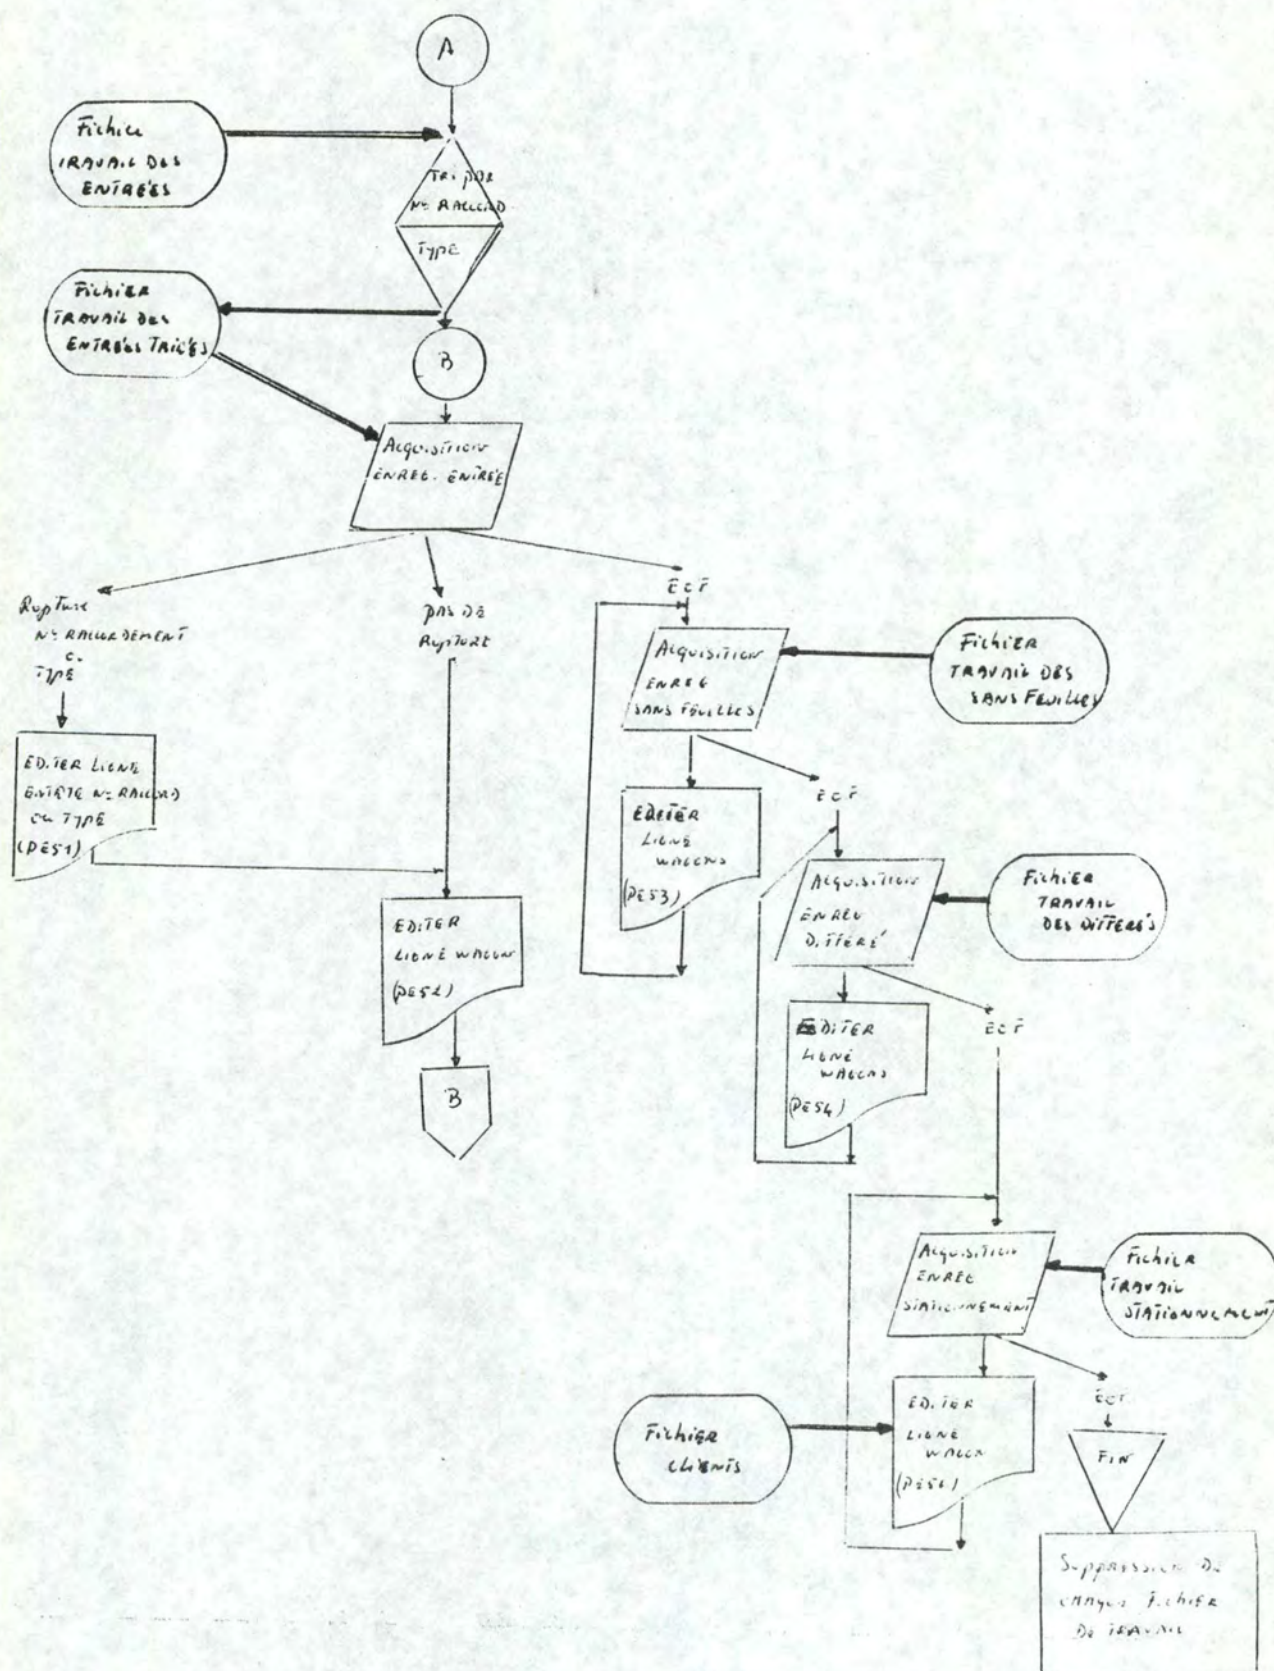 A
Fichier
TRAVAIL DES
ENTRÉES
TRI PAR
N° RACCORD
TYPE
FICHIER
TRAVAIL DES
ENTRÉES TRIÉES
B
ACQUISITION
ENREG. ENTRÉE
Rupture
N° RACCORDEMENT
TYPE
PAS DE
RUPTURE
EOF
ACQUISITION
ENREG
SANS FEUILLES
FICHIER
TRAVAIL DES
SANS FEUILLES
EDITER LIGNE
ENTETE N° RACCORD
OU TYPE
(PE51)
EDITER
LIGNE
WAGONS
(PE53)
EOF
ACQUISITION
ENREG
DIFFÉRÉ
FICHIER
TRAVAIL
DES DIFFÉRÉS
EDITER
LIGNE WAGON
(PE52)
B
EDITER
LIGNE
WAGONS
(PE54)
EOF
ACQUISITION
ENREG
STATIONNEMENT
FICHIER
TRAVAIL
STATIONNEMENT
FICHIER
CLIENTS
EDITER
LIGNE
WAGON
EOF
FIN
SUPPRESSION DE
CHAQUE FICHIER
DE TRAVAIL